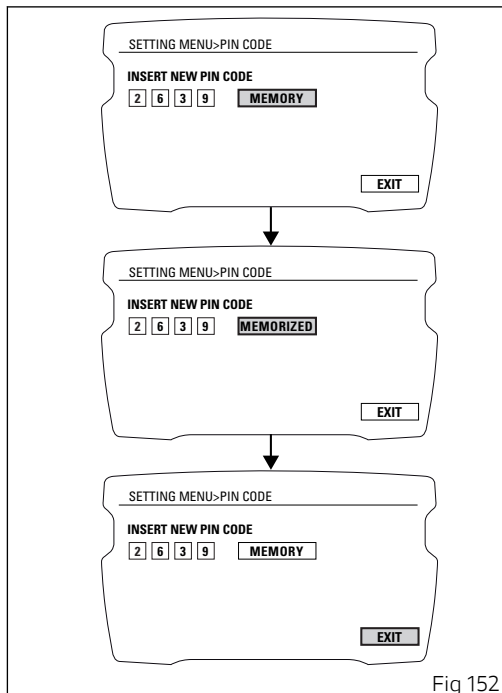 SETTING MENU>PIN CODE
INSERT NEW PIN CODE
2 6 3 9 MEMORY
EXIT
SETTING MENU>PIN CODE
INSERT NEW PIN CODE
2 6 3 9 MEMORIZED
EXIT
SETTING MENU>PIN CODE
INSERT NEW PIN CODE
2 6 3 9 MEMORY
EXIT
Fig 152